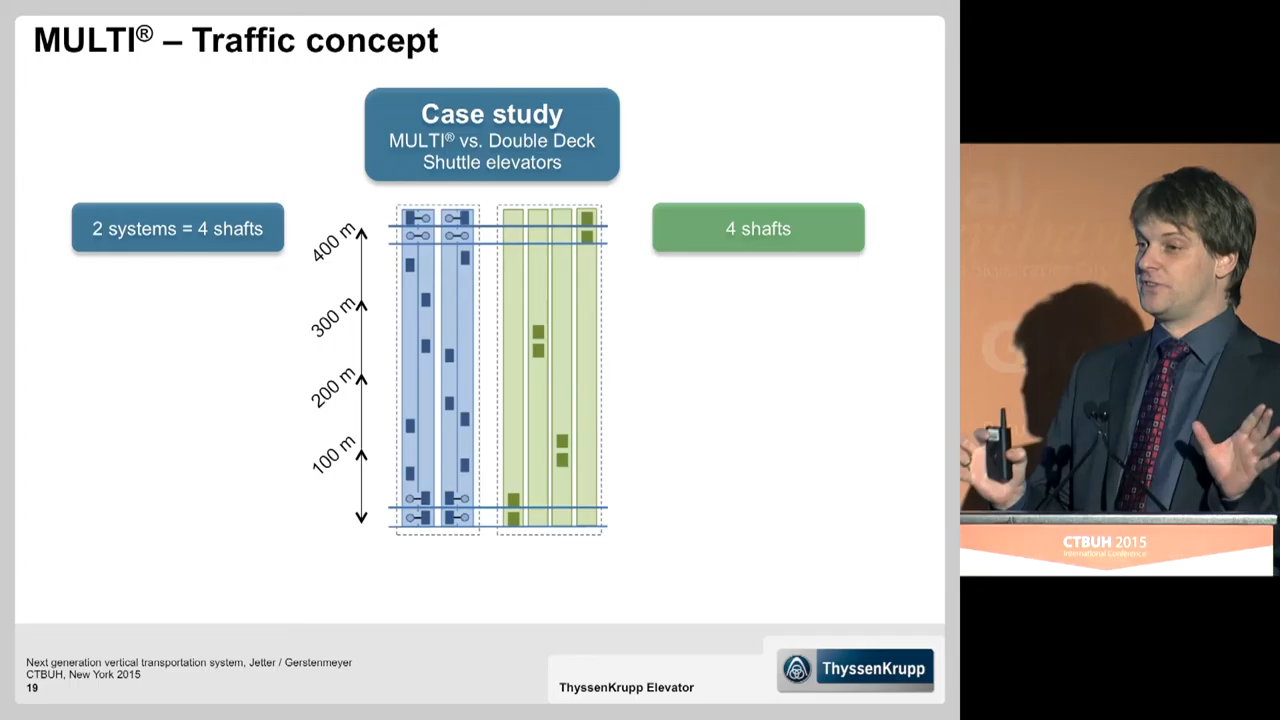 MULTI® – Traffic concept
Case study
MULTI® vs. Double Deck
Shuttle elevators
2 systems = 4 shafts
4 shafts
400 m
300 m
200 m
100 m
Next generation vertical transportation system, Jetter / Gerstenmeyer
CTBUH, New York 2015
19
ThyssenKrupp Elevator
ThyssenKrupp
CTBUH 2015
International Conference